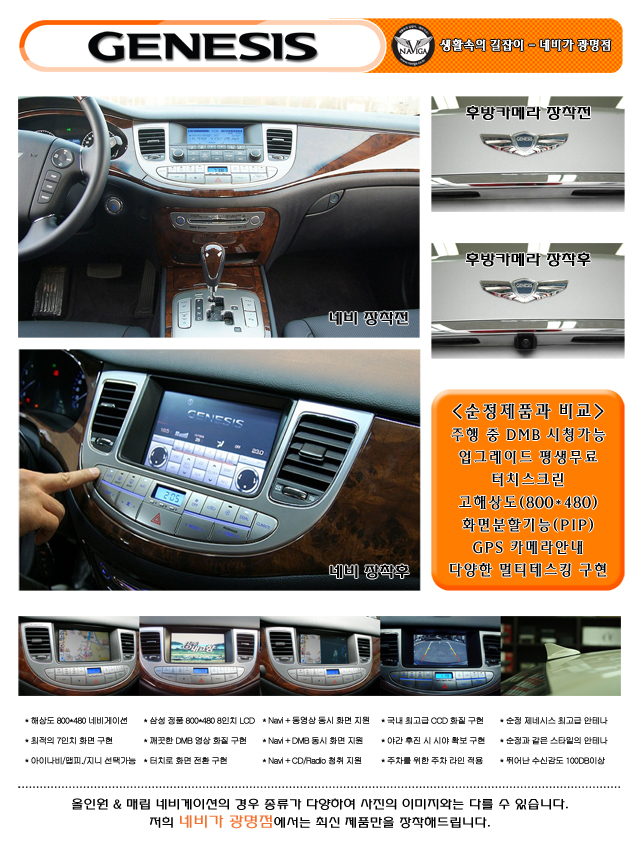 GENESIS
NAVIGA
생활속의 길잡이 - 네비가 광명점
네비 장착전
후방카메라 장착전
GENESIS
후방카메라 장착후
GENESIS
GENESIS
23.0
2:05
네비 장착후
<순정제품과 비교>
주행 중 DMB 시청가능
업그레이드 평생무료
터치스크린
고해상도(800*480)
화면분할기능(PIP)
GPS 카메라안내
다양한 멀티테스킹 구현
* 해상도 800*480 네비게이션
* 최적의 7인치 화면 구현
* 아이나비/맵피,/지니 선택가능
* 삼성 정품 800*480 8인치 LCD
* 깨끗한 DMB 영상 화질 구현
* 터치로 화면 전환 구현
* Navi + 동영상 동시 화면 지원
* Navi + DMB 동시 화면 지원
* Navi + CD/Radio 청취 지원
* 국내 최고급 CCD 화질 구현
* 야간 후진 시 시야 확보 구현
* 주차를 위한 주차 라인 적용
* 순정 제네시스 최고급 안테나
* 순정과 같은 스타일의 안테나
* 뛰어난 수신감도 100DB이상
올인원 & 매립 네비게이션의 경우 종류가 다양하여 사진의 이미지와는 다를 수 있습니다.
저의 네비가 광명점에서는 최신 제품만을 장착해드립니다.